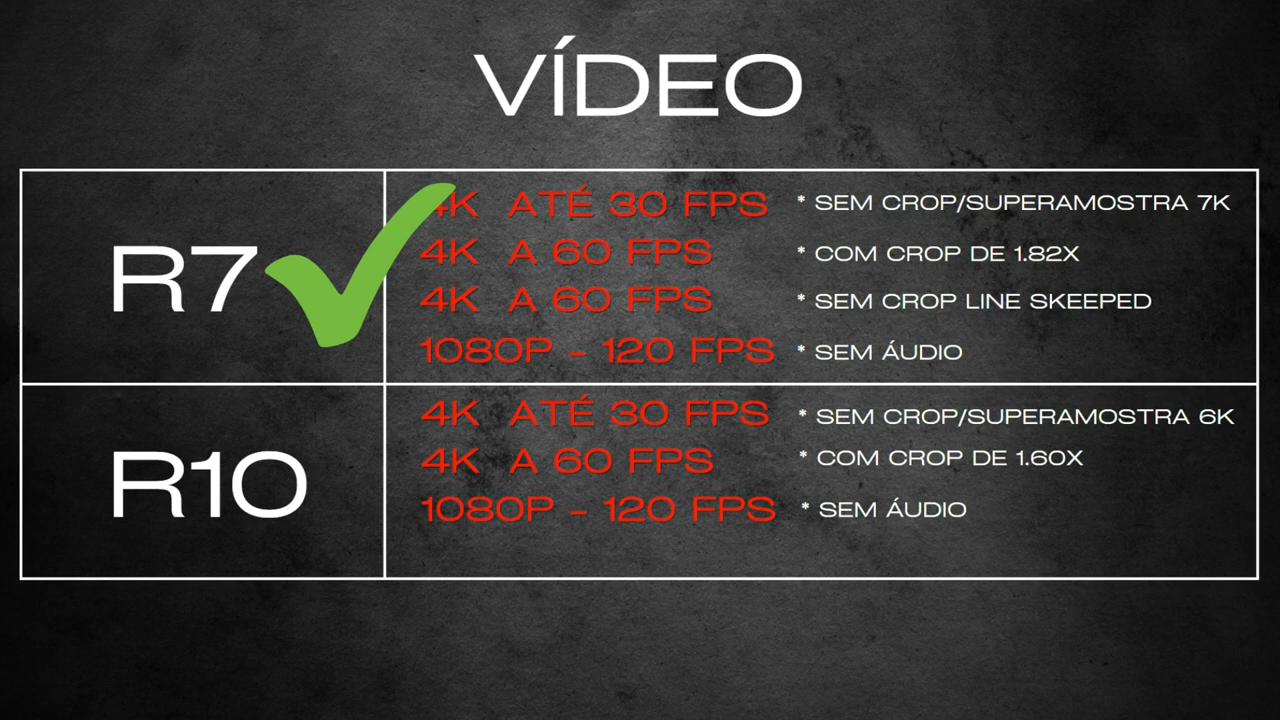 VÍDEO
R7
4K ATÉ 30 FPS * SEM CROP/SUPERAMOSTRA 7K
4K A 60 FPS * COM CROP DE 1.82X
4K A 60 FPS * SEM CROP LINE SKEEPED
1080P - 120 FPS * SEM ÁUDIO
R10
4K ATÉ 30 FPS * SEM CROP/SUPERAMOSTRA 6K
4K A 60 FPS * COM CROP DE 1.60X
1080P - 120 FPS * SEM ÁUDIO